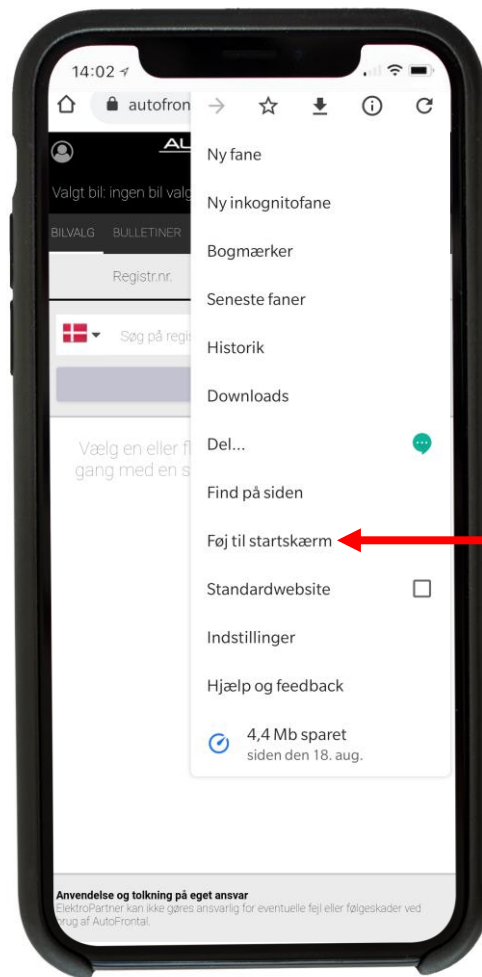 14:02
autofron
AL
Valgt bil: ingen bil valg
BILVALG BULLETINER
Registr.nr.
Søg på regis
Vælg en eller f
gang med en s
Ny fane
Ny inkognitofane
Bogmærker
Seneste faner
Historik
Downloads
Del...
Find på siden
Føj til startskærm
Standardwebsite
Indstillinger
Hjælp og feedback
4,4 Mb sparet
siden den 18. aug.
Anvendelse og tolkning på eget ansvar
ElektroPartner kan ikke gøres ansvarlig for eventuelle fejl eller følgeskader ved
brug af AutoFrontal.